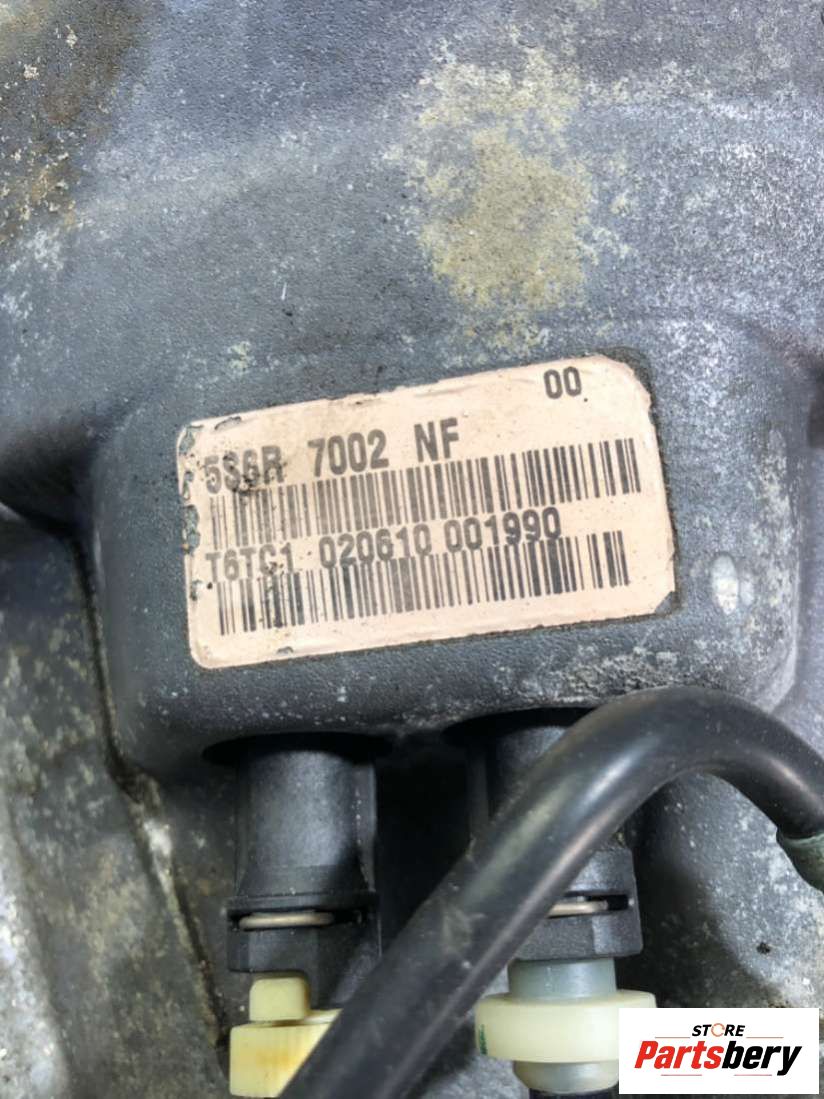 00
5S6R 7002 NF
T6TC1 020610 001990
STORE
Partsbery